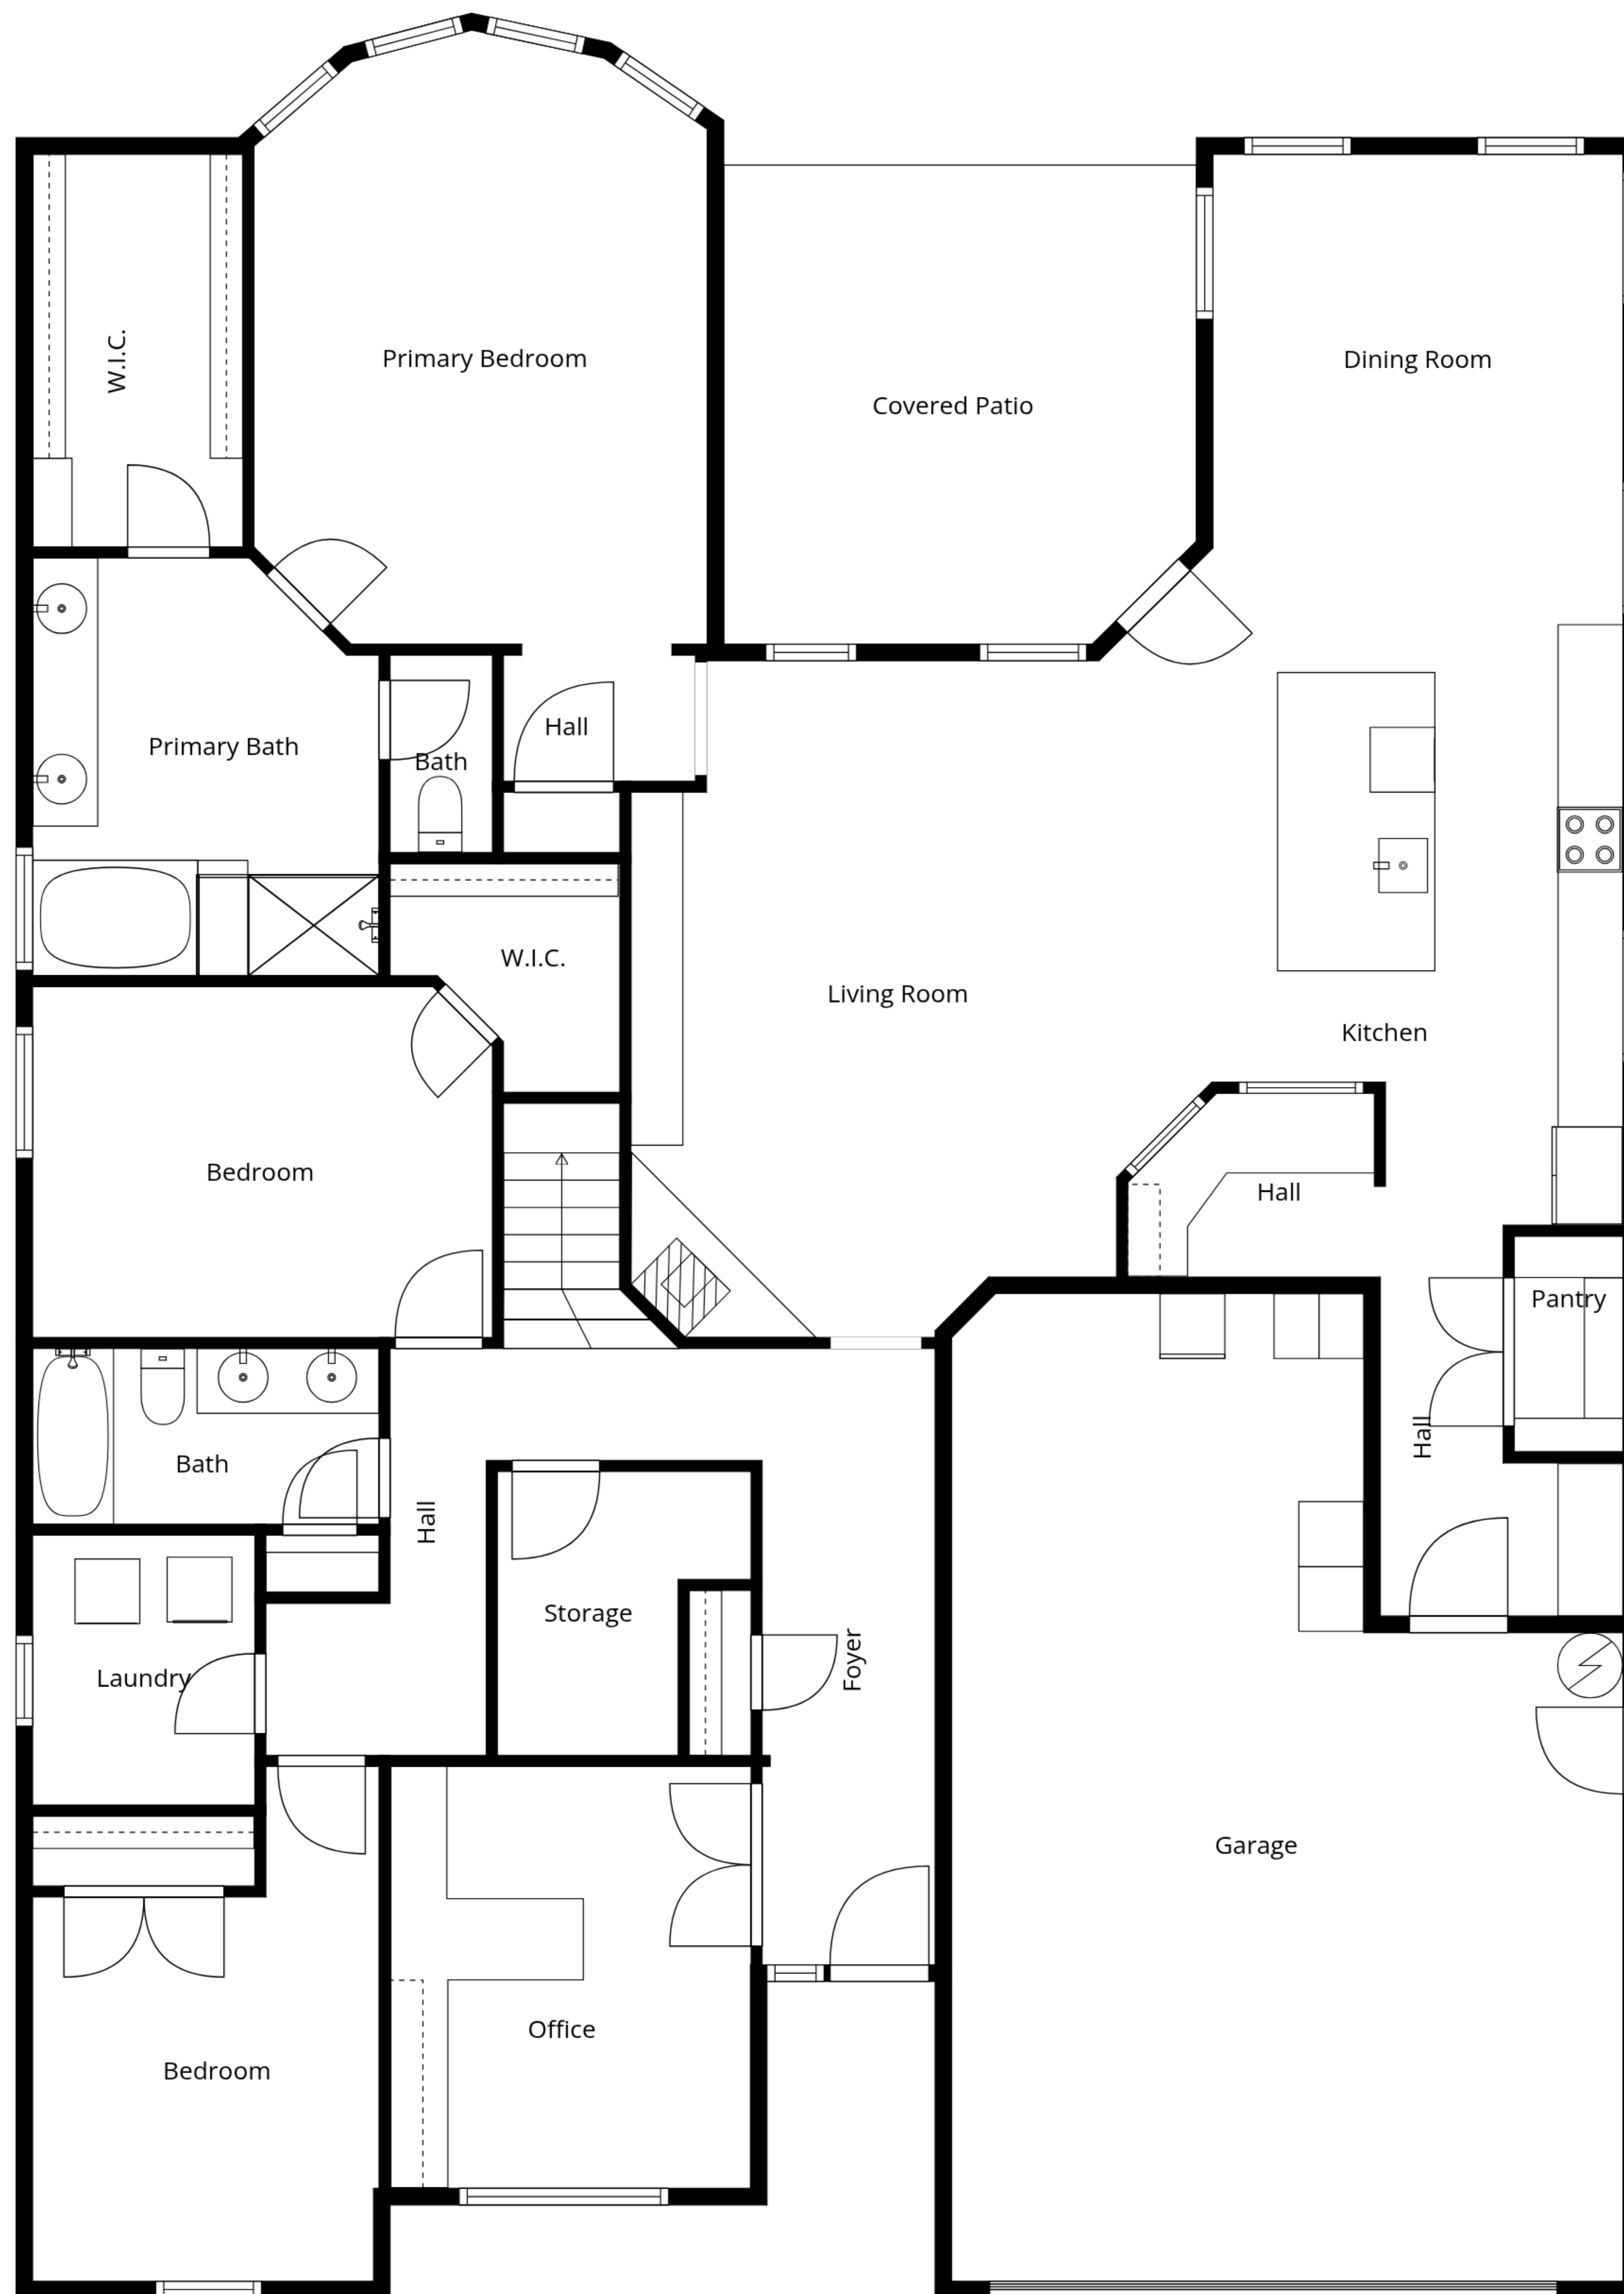 W.I.C.
Primary Bedroom
Dining Room
Covered Patio
Hall
Primary Bath
Bath
W.I.C.
Living Room
Kitchen
Bedroom
Hall
Pantry
Hall
Bath
Hall
Storage
Foyer
Laundry
Garage
Office
Bedroom